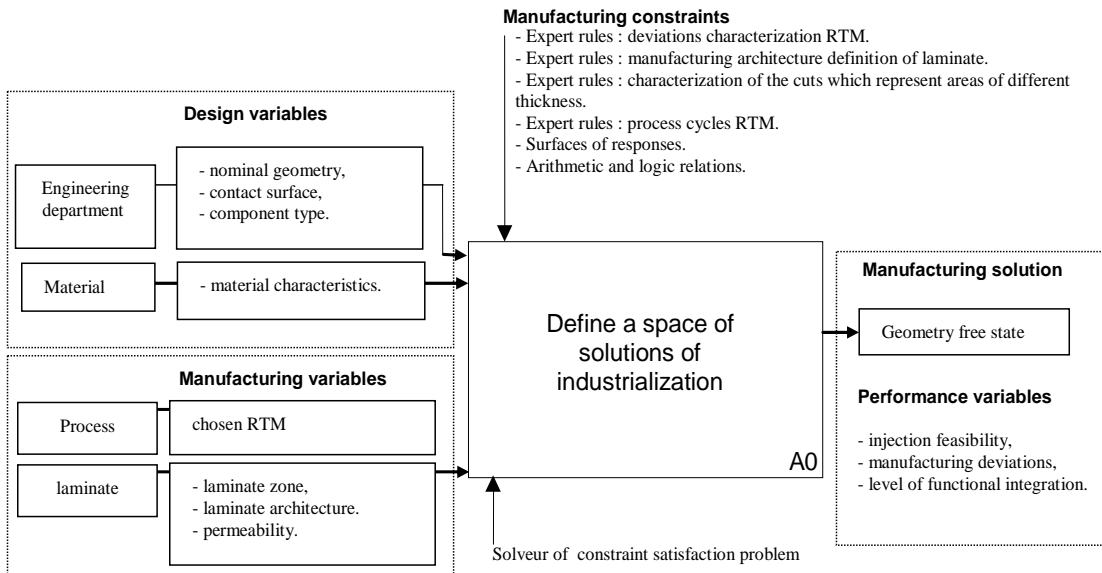 Manufacturing constraints
- Expert rules : deviations characterization RTM.
- Expert rules : manufacturing architecture definition of laminate.
- Expert rules : characterization of the cuts which represent areas of different
thickness.
- Expert rules : process cycles RTM.
- Surfaces of responses.
- Arithmetic and logic relations.
Design variables
Engineering
department
- nominal geometry,
- contact surface,
- component type.
Material
- material characteristics.
Manufacturing variables
Process
chosen RTM
laminate
- laminate zone,
- laminate architecture.
- permeability.
Define a space of
solutions of
industrialization
A0
Solveur of constraint satisfaction problem
Manufacturing solution
Geometry free state
Performance variables
- injection feasibility,
- manufacturing deviations,
- level of functional integration.